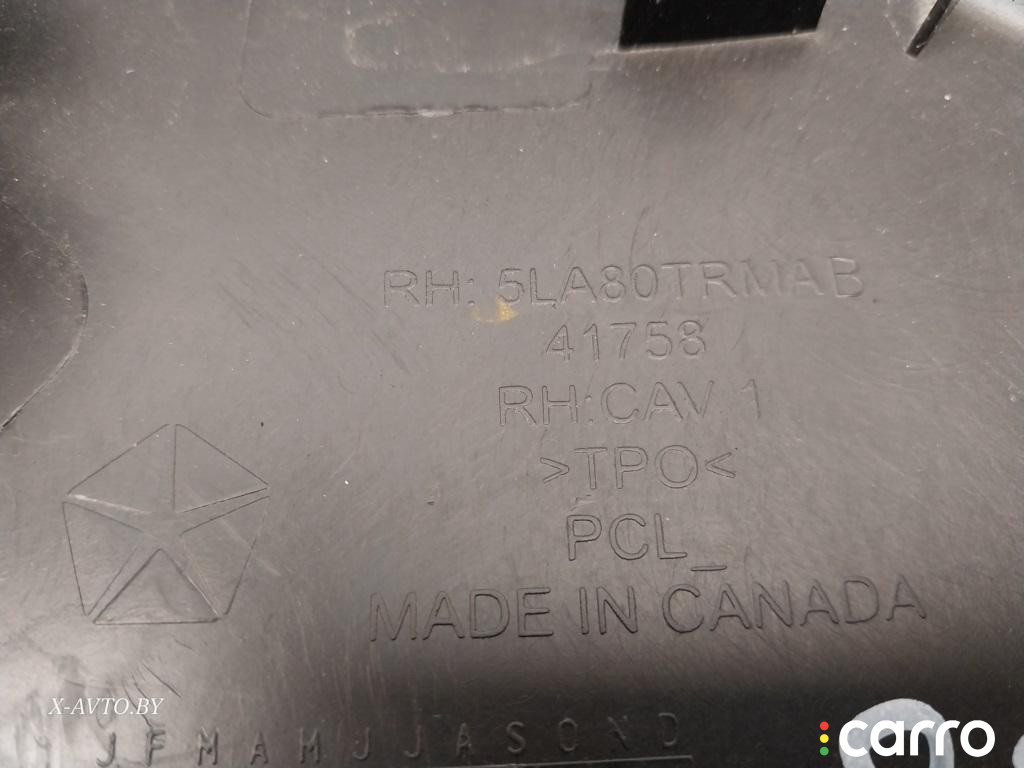 RH: 5LA80TRMAB
41758
RH:CAV 1
>TPO<
PCL_
MADE IN CANADA
X-AVTO.BY
J F M A M J J A S O N D
carro